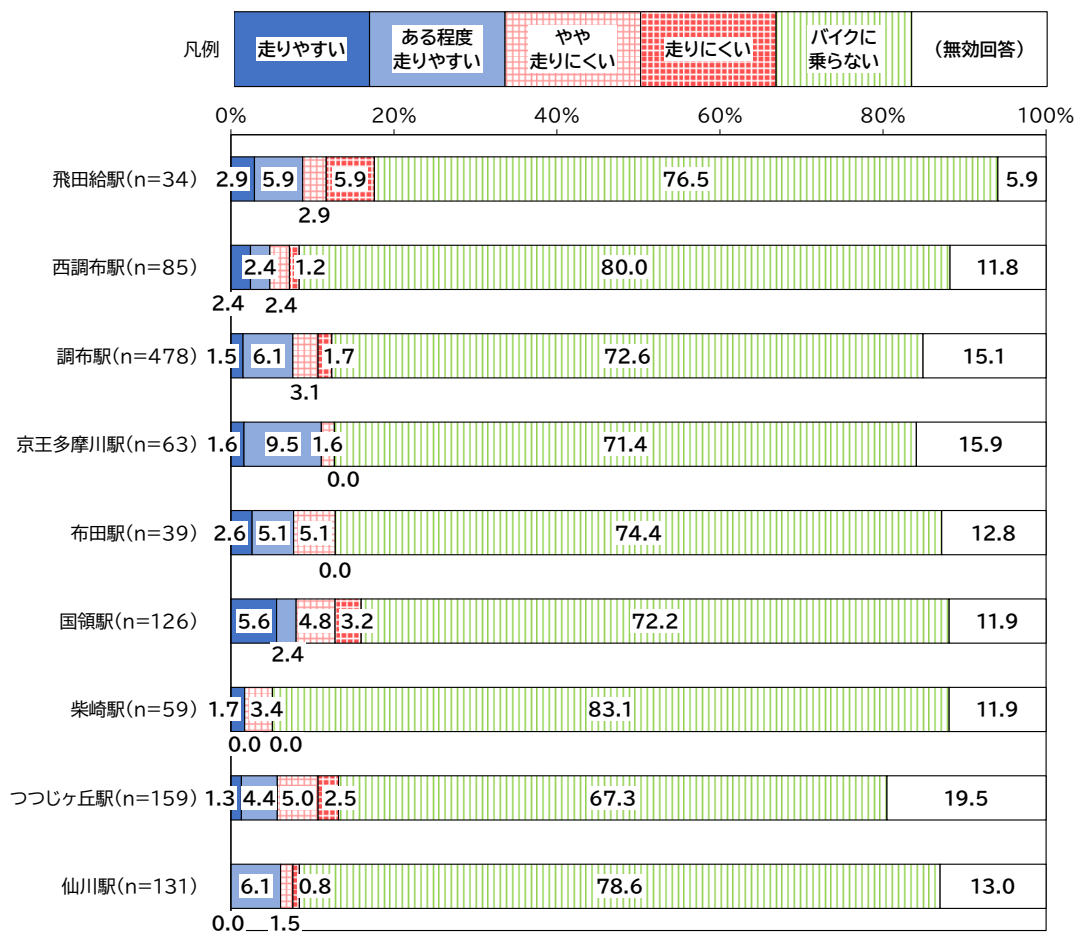 凡例
走りやすい
ある程度
走りやすい
やや
走りにくい
走りにくい
バイクに
乗らない
(無効回答)
0% 20% 40% 60% 80% 100%
飛田給駅(n=34) 2.9 5.9 5.9 76.5 5.9
2.9
西調布駅(n=85) 2.4 1.2 80.0 11.8
2.4 2.4
調布駅(n=478) 1.5 6.1 1.7 72.6 15.1
3.1
京王多摩川駅(n=63) 1.6 9.5 1.6 71.4 15.9
0.0
布田駅(n=39) 2.6 5.1 5.1 74.4 12.8
0.0
国領駅(n=126) 5.6 4.8 3.2 72.2 11.9
2.4
柴崎駅(n=59) 1.7 3.4 83.1 11.9
0.0 0.0
つつじヶ丘(n=159) 1.3 4.4 5.0 2.5 67.3 19.5
仙川駅(n=131) 6.1 0.8 78.6 13.0
0.0 1.5